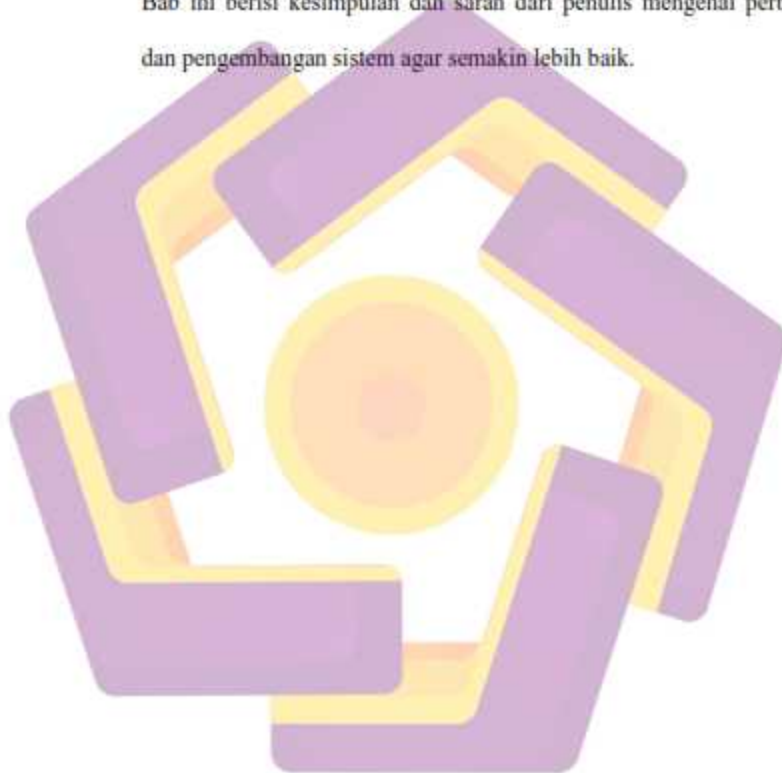 Bab ini berisi kesimpulan dan saran dari penulis mengenai
dan pengembangan sistem agar semakin lebih baik.